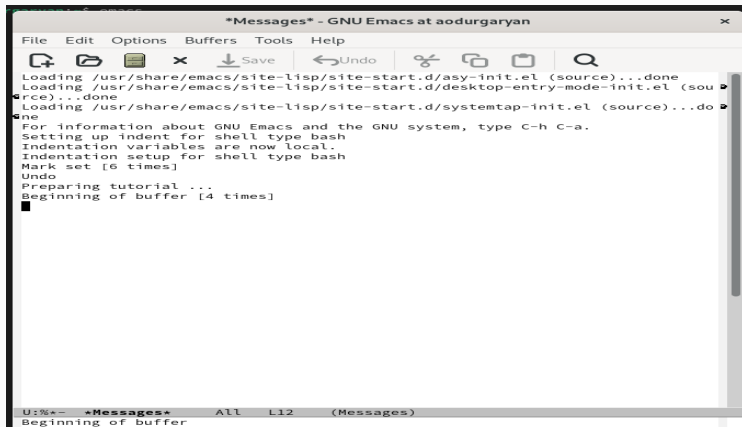 *Messages* - GNU Emacs at aodurgaryan
File Edit Options Buffers Tools Help
Save Undo
Loading /usr/share/emacs/site-lisp/site-start.d/asy-init.el (source)...done
Loading /usr/share/emacs/site-lisp/site-start.d/desktop-entry-mode-init.el (sou
rce)...done
Loading /usr/share/emacs/site-lisp/site-start.d/systemtap-init.el (source)...do
ne
For information about GNU Emacs and the GNU system, type C-h C-a.
Setting up indent for shell type bash
Indentation variables are now local.
Indentation setup for shell type bash
Mark set [6 times]
Undo
Preparing tutorial ...
Beginning of buffer [4 times]
U:%*- *Messages* All L12 (Messages)
Beginning of buffer